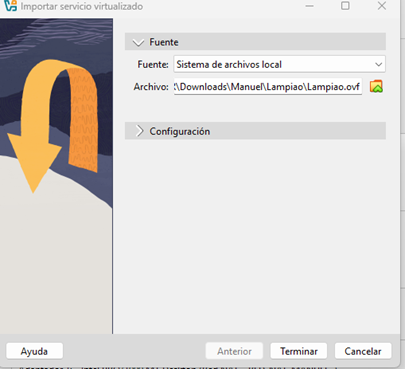 Importar servicio virtualizado
Fuente
Fuente: Sistema de archivos local
Archivo: :\Downloads\Manuel\Lampiao\Lampiao.ovf
Configuración
Ayuda Anterior Terminar Cancelar